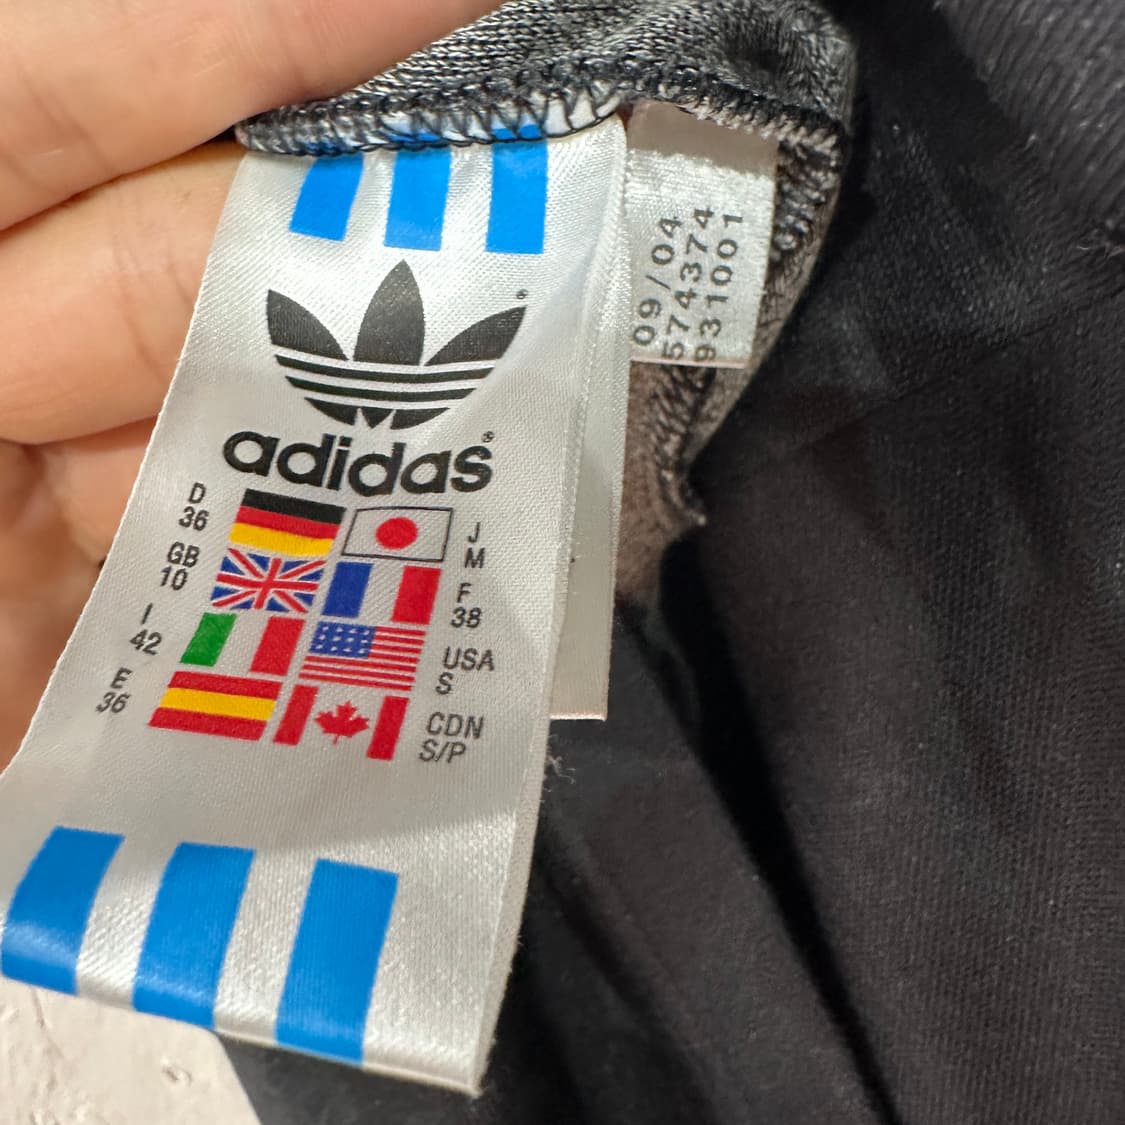 adidas
D
36
J
M
GB
10
F
38
I
42
USA
S
E
36
CDN
S/P
09/04
574374
931001